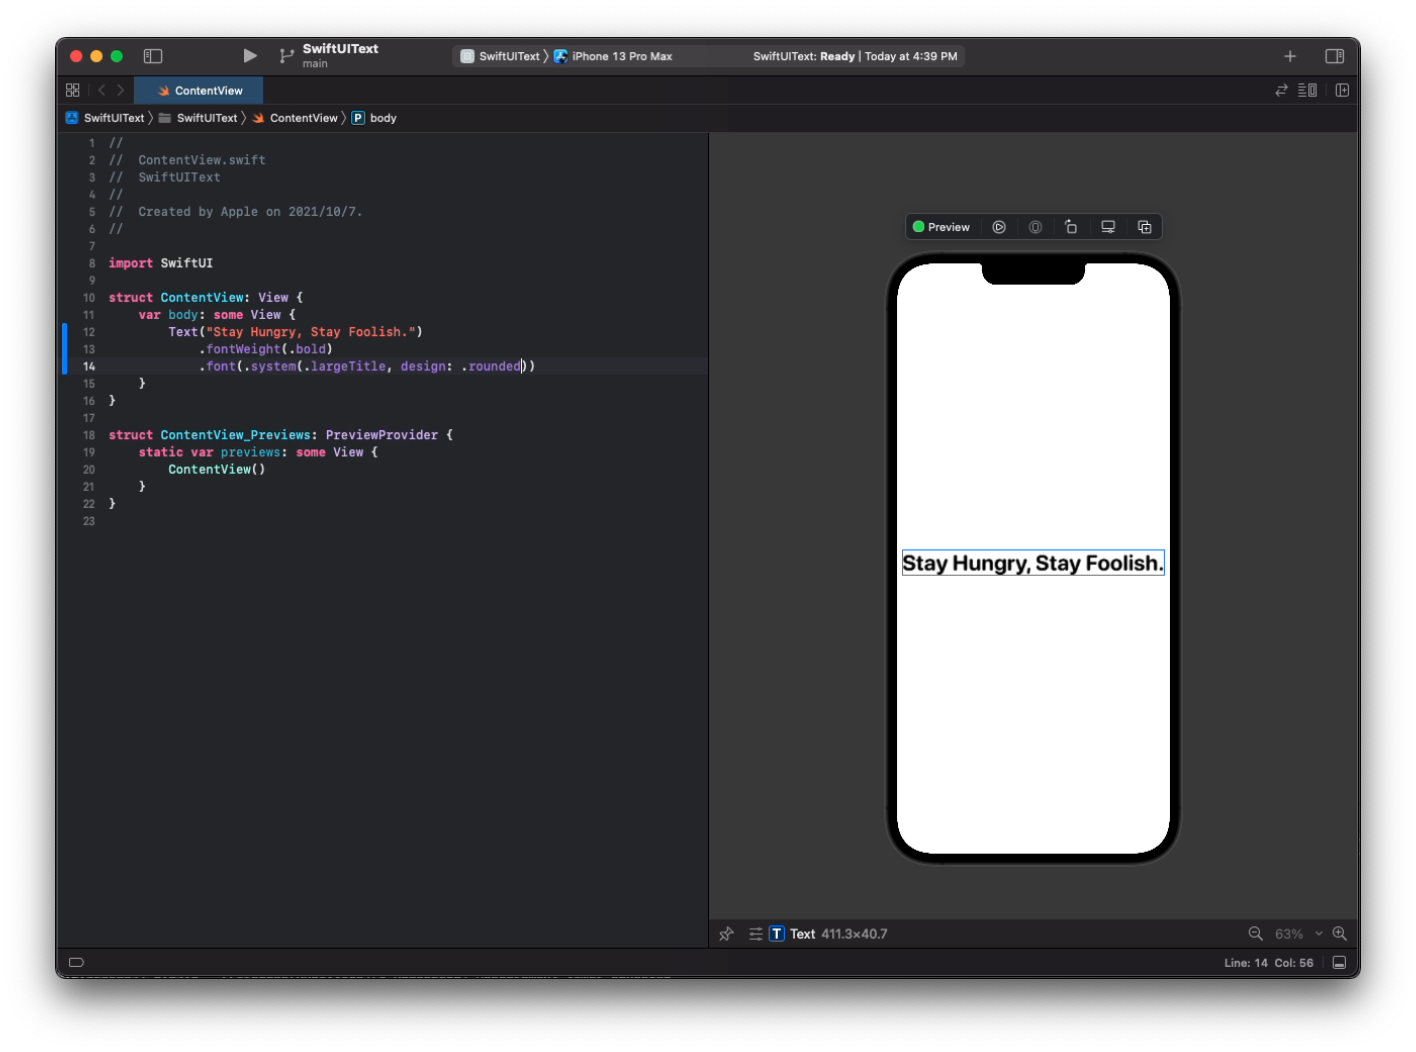 SwiftUIText
main
SwiftUIText 〉 iPhone 13 Pro Max
SwiftUIText: Ready | Today at 4:39 PM
ContentView
SwiftUIText 〉 SwiftUIText 〉 ContentView 〉 P body
1 //
2 //  ContentView.swift
3 //  SwiftUIText
4 //
5 //  Created by Apple on 2021/10/7.
6 //
7
8 import SwiftUI
9
10 struct ContentView: View {
11     var body: some View {
12         Text("Stay Hungry, Stay Foolish.")
13             .fontWeight(.bold)
14             .font(.system(.largeTitle, design: .rounded))
15     }
16 }
17
18 struct ContentView_Previews: PreviewProvider {
19     static var previews: some View {
20         ContentView()
21     }
22 }
23
Preview
Stay Hungry, Stay Foolish.
T Text 411.3×40.7
63%
Line: 14 Col: 56